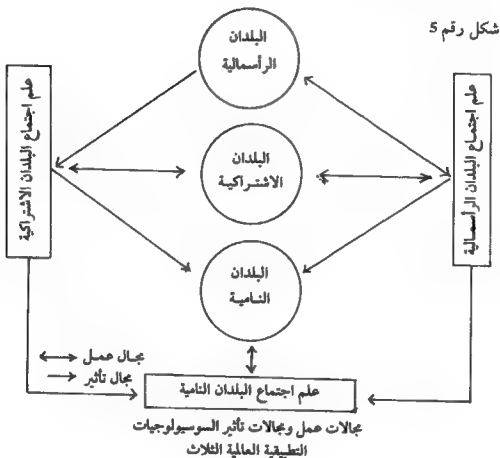 شكل رقم 5
البلدان
الرأسمالية
علم اجتماع البلدان الرأسمالية
علم اجتماع البلدان الاشتراكية
البلدان
الاشتراكية
البلدان
النامية
مجال عمل
مجال تأثير
علم اجتماع البلدان النامية
مجالات عمل ومجالات تأثير السوسيولوجيات
التطبيقية العالمية الثلاث